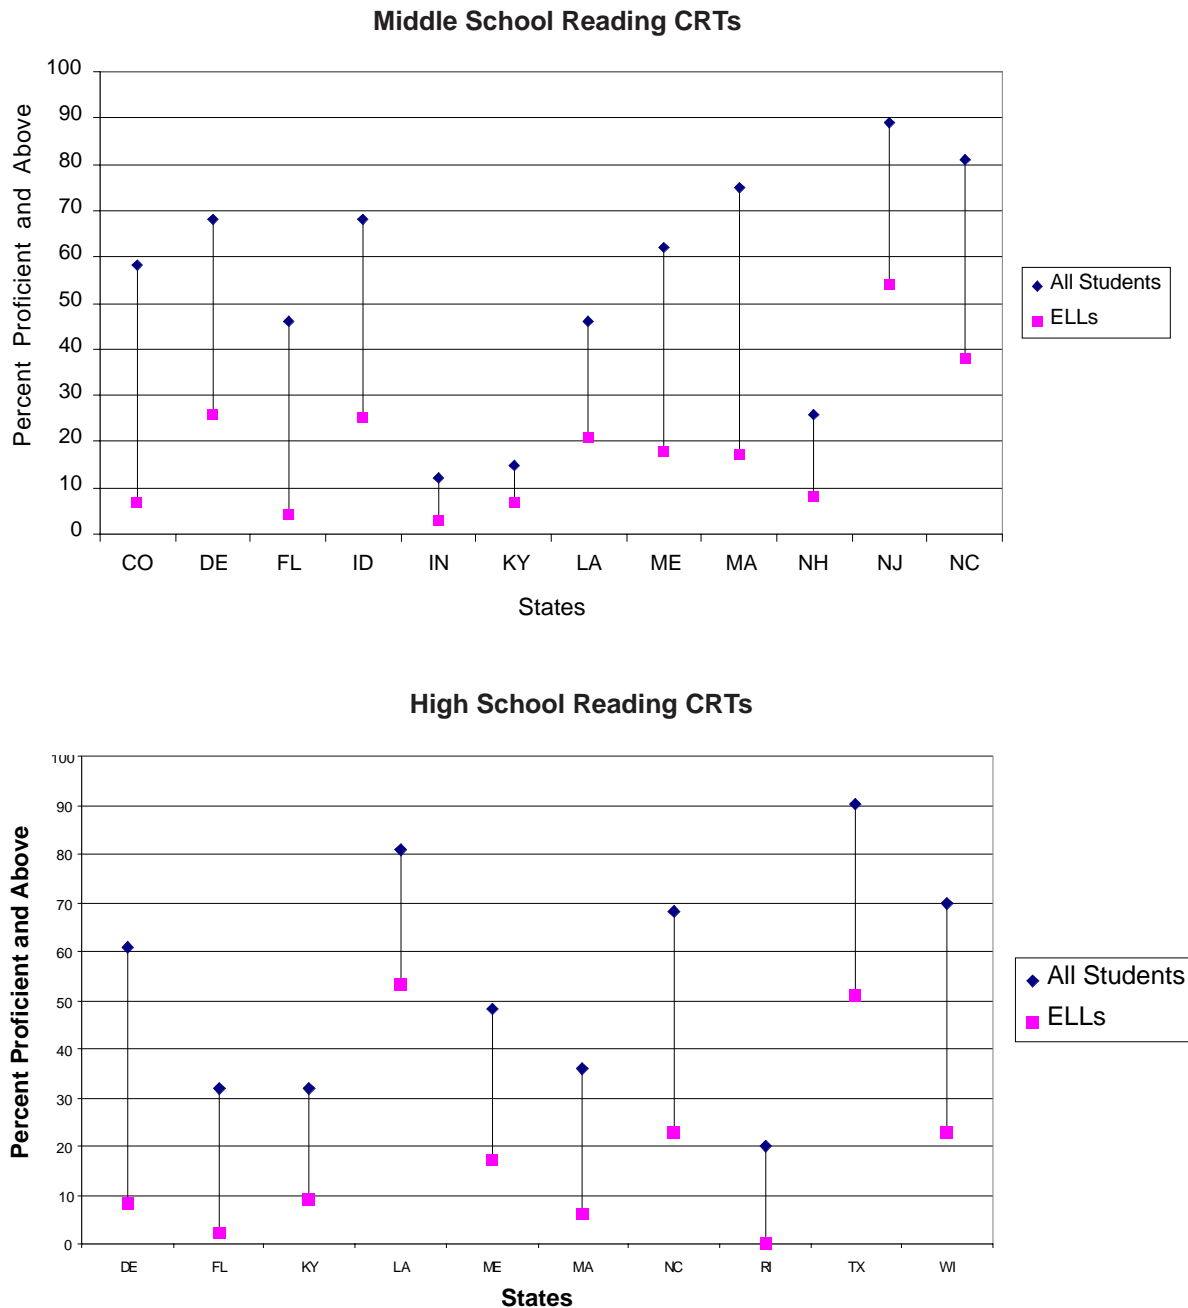 Middle School Reading CRTs
Percent Proficient and Above
100
90
80
70
60
50
40
30
20
10
0
CO DE FL ID IN KY LA ME MA NH NJ NC
States
All Students
ELLs
High School Reading CRTs
Percent Proficient and Above
100
90
80
70
60
50
40
30
20
10
0
DE FL KY LA ME MA NC RI TX WI
States
All Students
ELLs